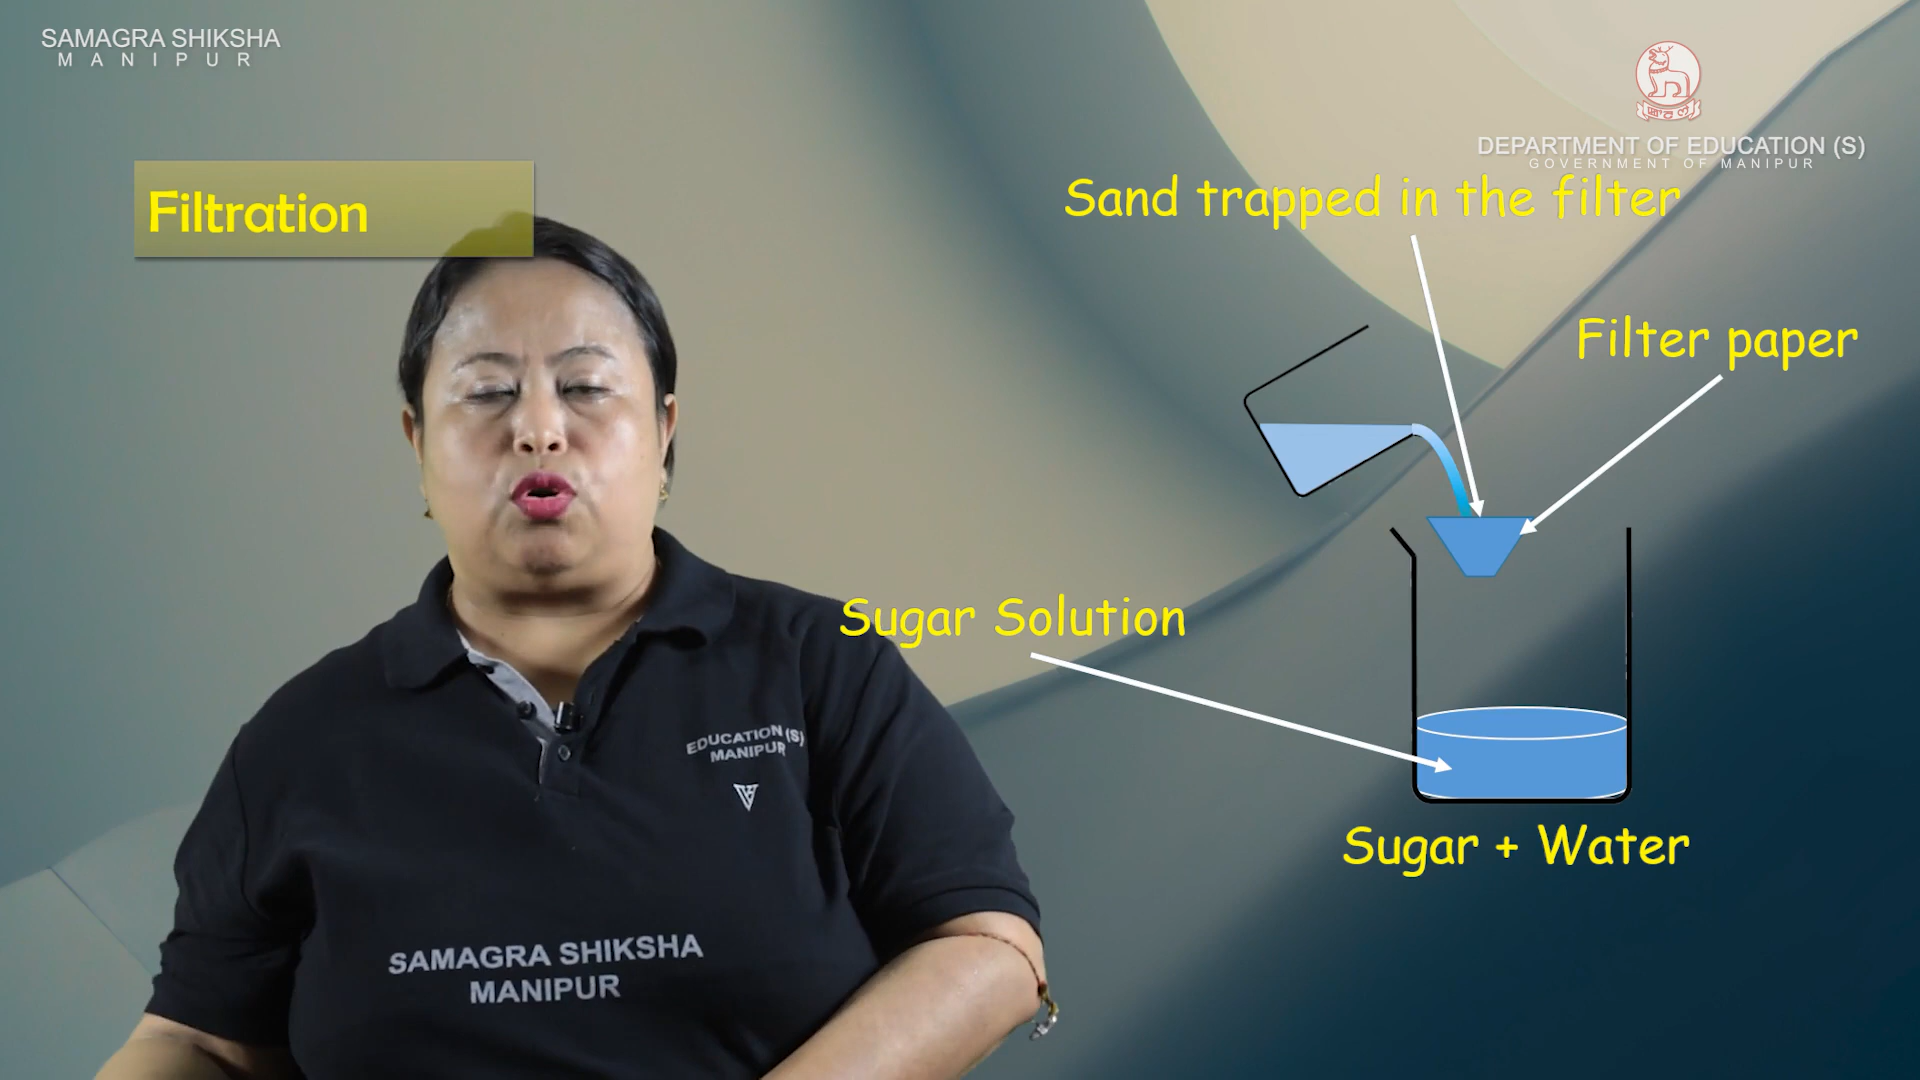 SAMAGRA SHIKSHA
MANIPUR
DEPARTMENT OF EDUCATION (S)
GOVERNMENT OF MANIPUR
Filtration
Sand trapped in the filter
Filter paper
Sugar Solution
Sugar + Water
EDUCATION (S)
MANIPUR
SAMAGRA SHIKSHA
MANIPUR